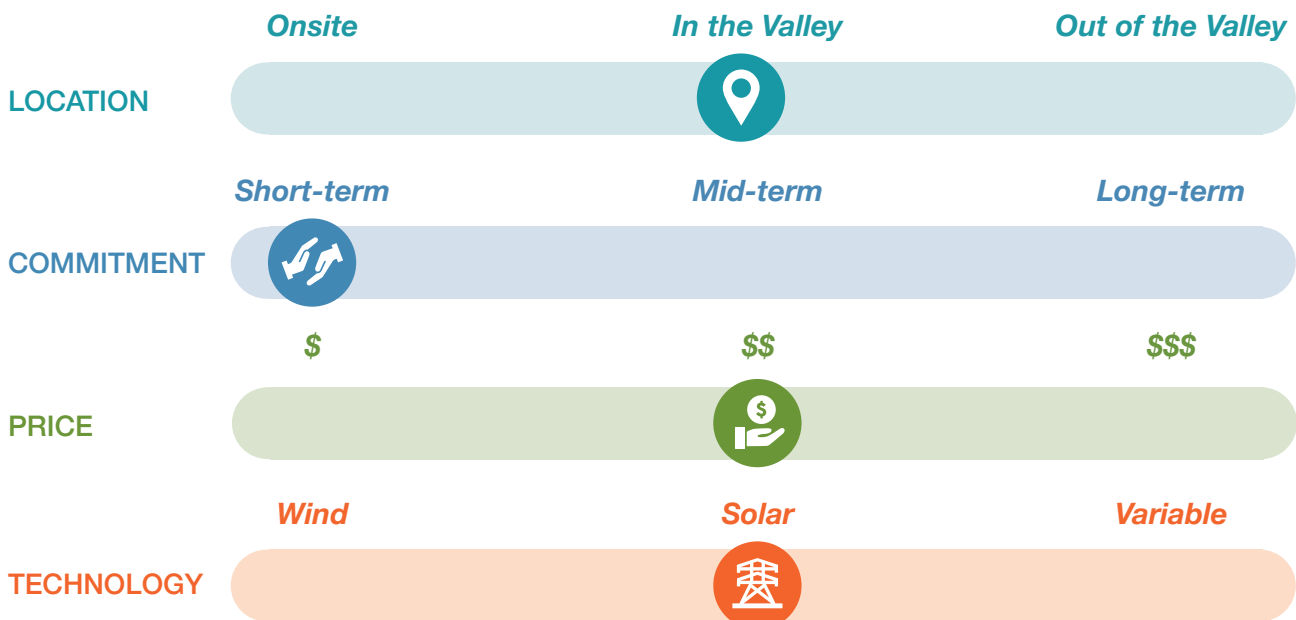 Onsite In the Valley Out of the Valley
LOCATION
Short-term Mid-term Long-term
COMMITMENT
$ $$ $$$
PRICE
$
Wind Solar Variable
TECHNOLOGY